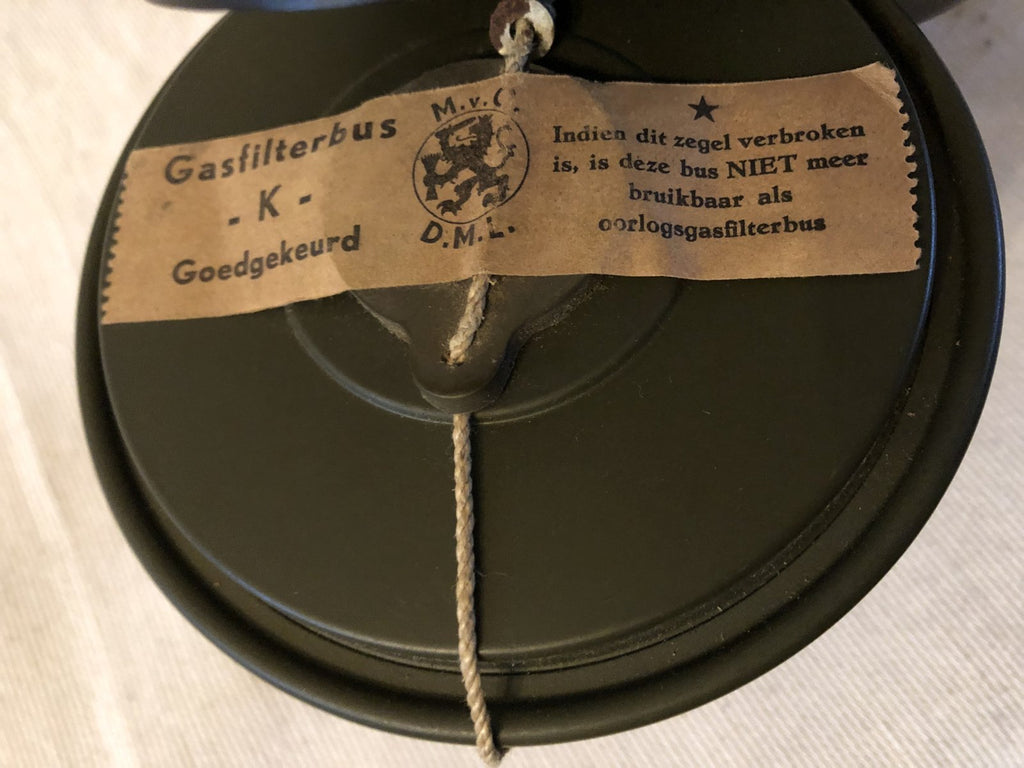 Gasfilterbus
- K -
Goedgekeurd
M.v.C.
D.M.L.
★
Indien dit zegel verbroken
is, is deze bus NIET meer
bruikbaar als
oorlogsgasfilterbus